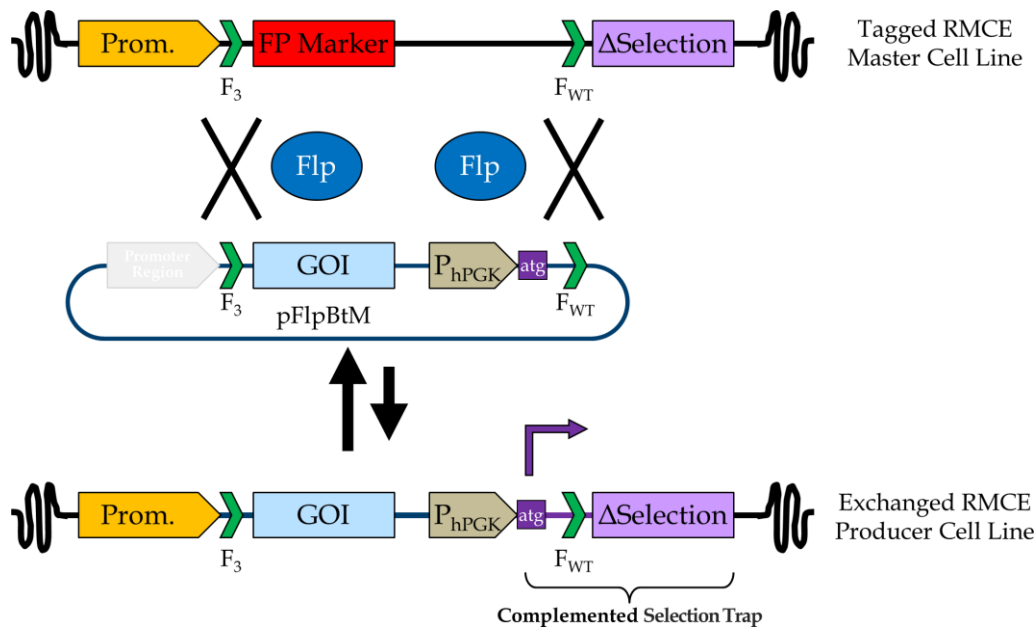 Prom.
FP Marker
ΔSelection
Tagged RMCE
Master Cell Line
F3
FWT
Flp
Flp
Promoter
Region
GOI
PhPGK
atg
F3
FWT
pFlpBtM
Prom.
GOI
PhPGK
atg
ΔSelection
Exchanged RMCE
Producer Cell Line
F3
FWT
Complemented Selection Trap